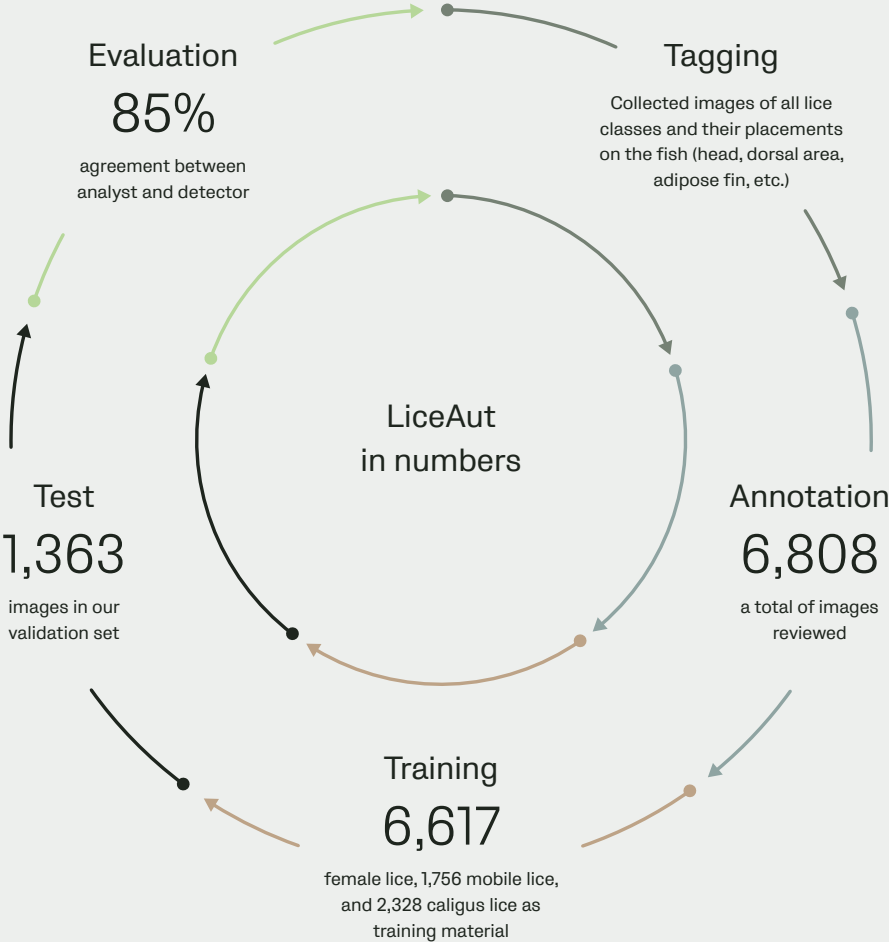 Evaluation
85%
agreement between
analyst and detector
Tagging
Collected images of all lice
classes and their placements
on the fish (head, dorsal area,
adipose fin, etc.)
LiceAut
in numbers
Test
1,363
images in our
validation set
Annotation
6,808
a total of images
reviewed
Training
6,617
female lice, 1,756 mobile lice,
and 2,328 caligus lice as
training material